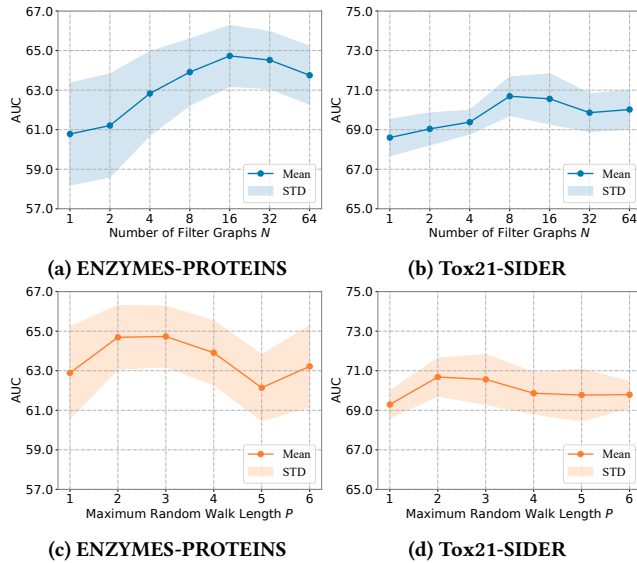 67.0
65.0
63.0
61.0
59.0
57.0
AUC
Mean
STD
1 2 4 8 16 32 64
Number of Filter Graphs N
(a) ENZYMES-PROTEINS
75.0
73.0
71.0
69.0
67.0
65.0
AUC
Mean
STD
1 2 4 8 16 32 64
Number of Filter Graphs N
(b) Tox21-SIDER
67.0
65.0
63.0
61.0
59.0
57.0
AUC
Mean
STD
1 2 3 4 5 6
Maximum Random Walk Length P
(c) ENZYMES-PROTEINS
75.0
73.0
71.0
69.0
67.0
65.0
AUC
Mean
STD
1 2 3 4 5 6
Maximum Random Walk Length P
(d) Tox21-SIDER